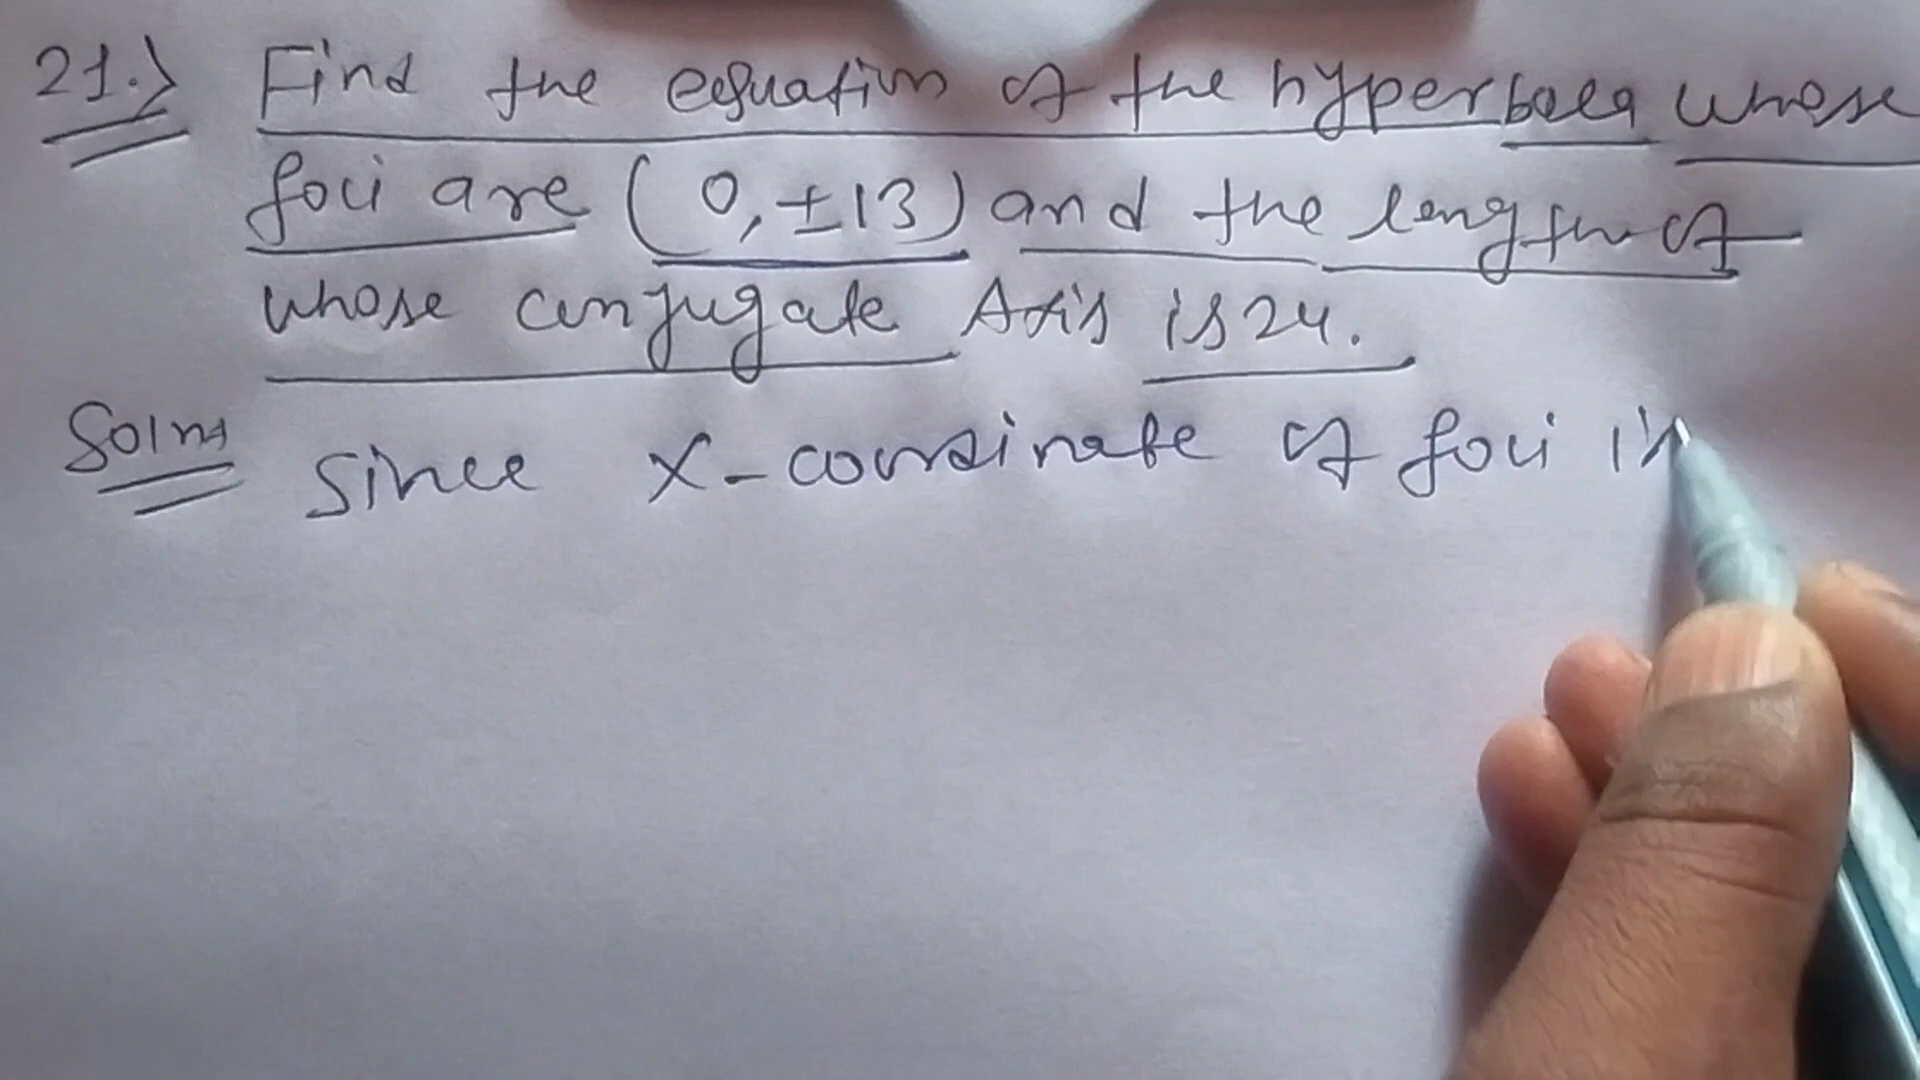 21.) Find the equation of the hyperbola whose
foci are (0, ±13) and the length of
whose conjugate Axis is 24.
Soln: Since X-coordinate of foci is